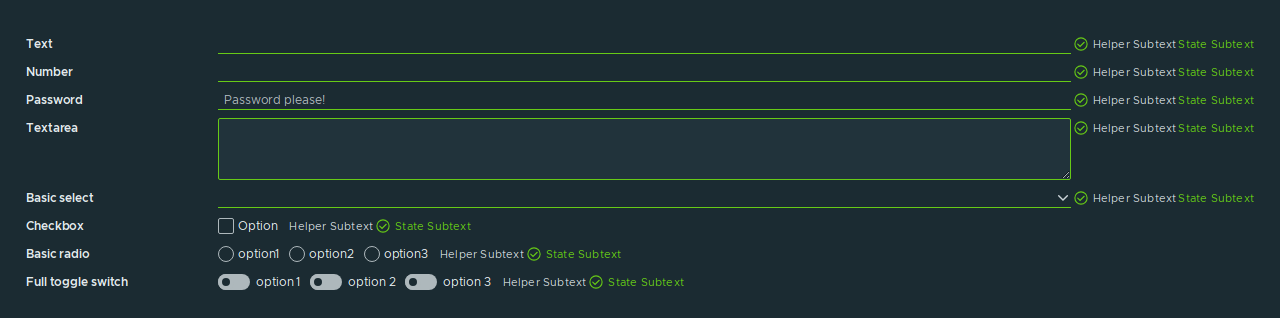 Text Helper Subtext State Subtext
Number Helper Subtext State Subtext
Password Password please! Helper Subtext State Subtext
Textarea Helper Subtext State Subtext
Basic select Helper Subtext State Subtext
Checkbox Option Helper Subtext State Subtext
Basic radio option1 option2 option3 Helper Subtext State Subtext
Full toggle switch option 1 option 2 option 3 Helper Subtext State Subtext